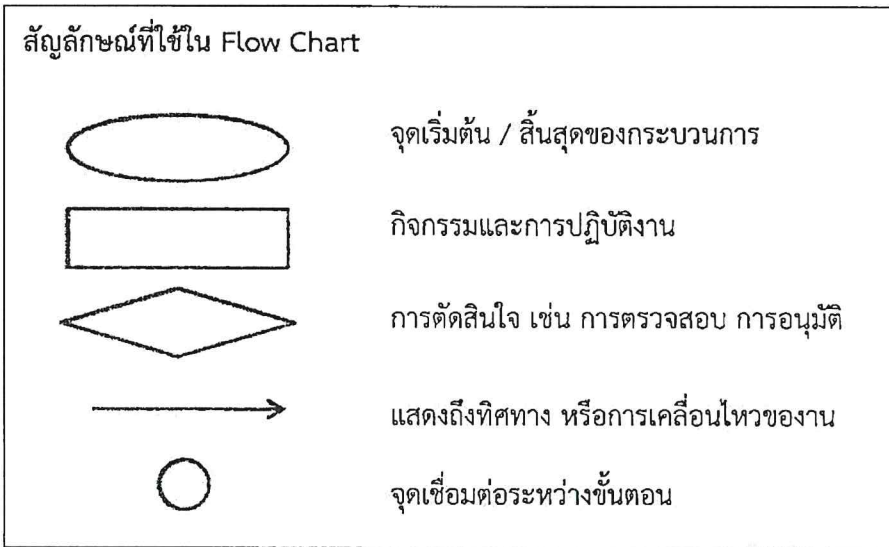 สัญลักษณ์ที่ใช้ใน Flow Chart
จุดเริ่มต้น / สิ้นสุดของกระบวนการ
กิจกรรมและการปฏิบัติงาน
การตัดสินใจ เช่น การตรวจสอบ การอนุมัติ
แสดงถึงทิศทาง หรือการเคลื่อนไหวของงาน
จุดเชื่อมต่อระหว่างขั้นตอน